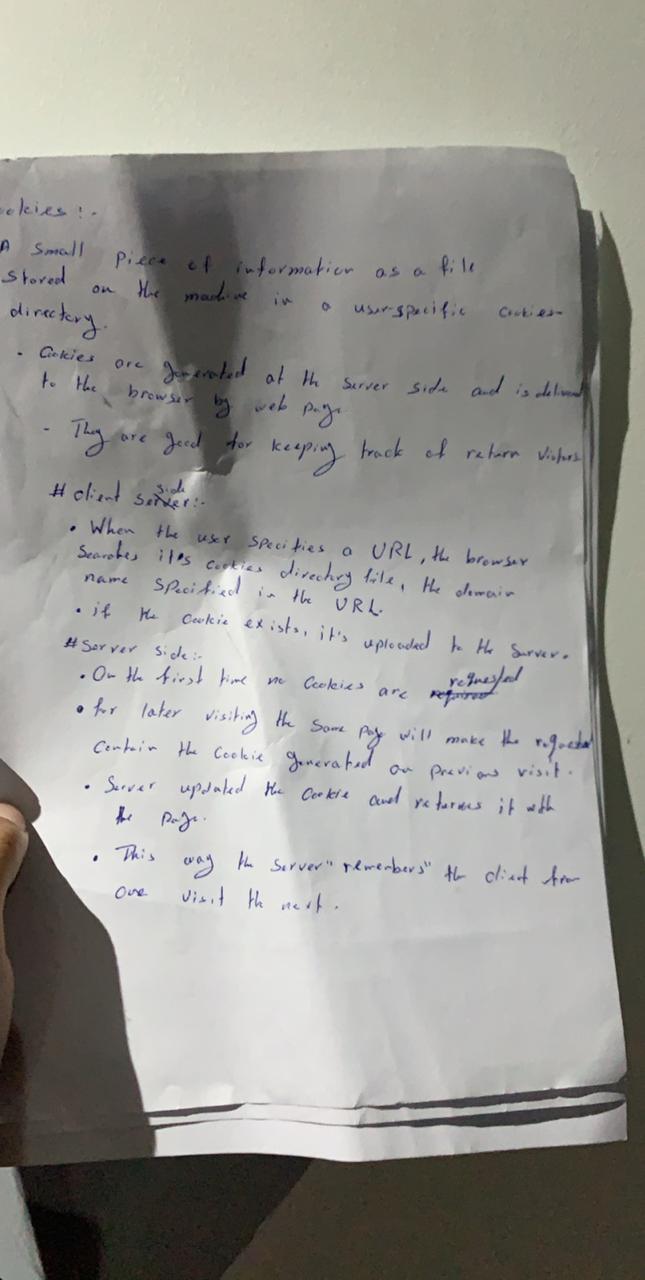 ookies :-
A small piece of information as a file
stored on the machine in a user-specific cookies
directory.
- Cookies are generated at the server side and is delivered
to the browser by web page
- They are good for keeping track of return vistors
# client side server:-
• When the user specifies a URL, the browser
Searches it's cookies directory file, the domain
name specified in the URL.
• if the cookie exists, it's uploaded to the server.
# Server side:-
• On the first time no Cookies are required requested
• for later visiting the same page will make the requested
Contain the Cookie generated on previous visit.
• Server updated the cookie and returns it with
the page.
• This way the server "remembers" the client from
one visit the next.